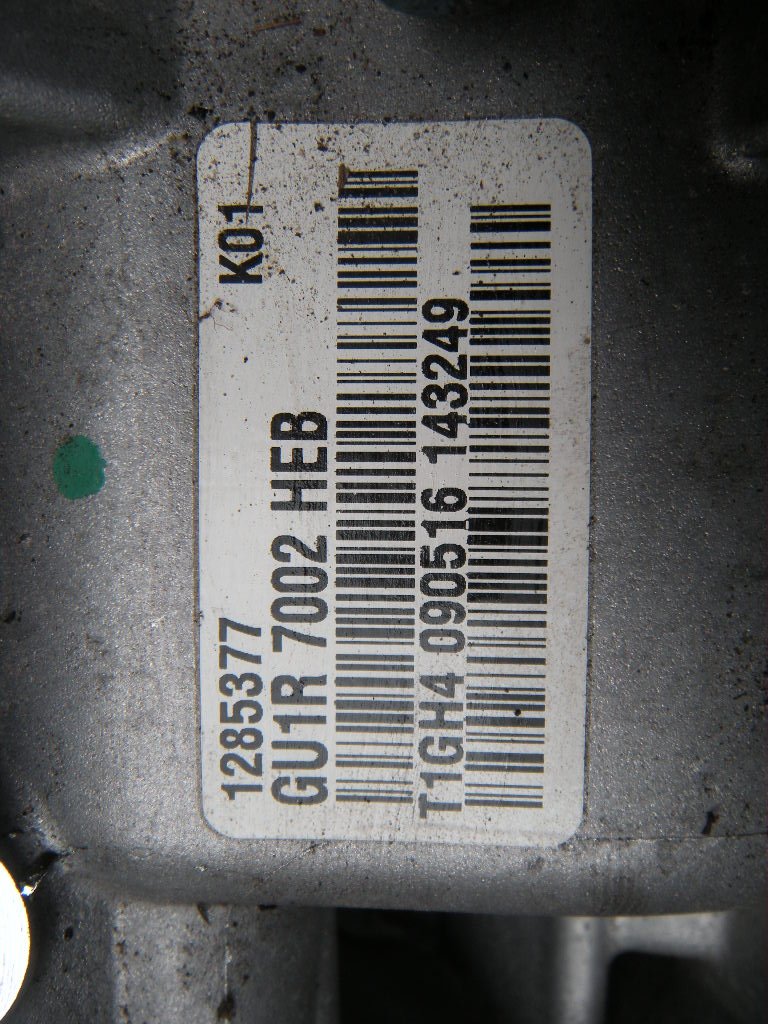 1285377 K01
GU1R 7002 HEB
T1GH4 090516 143249